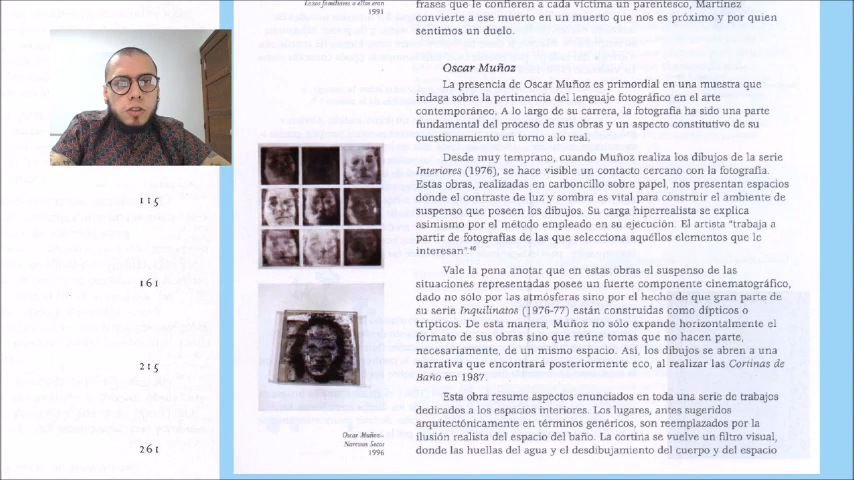 Lazos familiares a ellos eran
1991
115
161
215
261
frases que le confieren a cada víctima un parentesco, Martínez
convierte a ese muerto en un muerto que nos es próximo y por quien
sentimos un duelo.
Oscar Muñoz
La presencia de Oscar Muñoz es primordial en una muestra que
indaga sobre la pertinencia del lenguaje fotográfico en el arte
contemporáneo. A lo largo de su carrera, la fotografía ha sido una parte
fundamental del proceso de sus obras y un aspecto constitutivo de su
cuestionamiento en torno a lo real.
Desde muy temprano, cuando Muñoz realiza los dibujos de la serie
Interiores (1976), se hace visible un contacto cercano con la fotografía.
Estas obras, realizadas en carboncillo sobre papel, nos presentan espacios
donde el contraste de luz y sombra es vital para construir el ambiente de
suspenso que poseen los dibujos. Su carga hiperrealista se explica
asimismo por el método empleado en su ejecución. El artista "trabaja a
partir de fotografías de las que selecciona aquéllos elementos que le
interesan".⁴⁶
Vale la pena anotar que en estas obras el suspenso de las
situaciones representadas posee un fuerte componente cinematográfico,
dado no sólo por las atmósferas sino por el hecho de que gran parte de
su serie Inquilinatos (1976-77) están construidas como dípticos o
trípticos. De esta manera, Muñoz no sólo expande horizontalmente el
formato de sus obras sino que reúne tomas que no hacen parte,
necesariamente, de un mismo espacio. Así, los dibujos se abren a una
narrativa que encontrará posteriormente eco, al realizar las Cortinas de
Baño en 1987.
Esta obra resume aspectos enunciados en toda una serie de trabajos
dedicados a los espacios interiores. Los lugares, antes sugeridos
arquitectónicamente en términos genéricos, son reemplazados por la
ilusión realista del espacio del baño. La cortina se vuelve un filtro visual,
donde las huellas del agua y el desdibujamiento del cuerpo y del espacio
Oscar Muñoz–
Narcisos Secos
1996